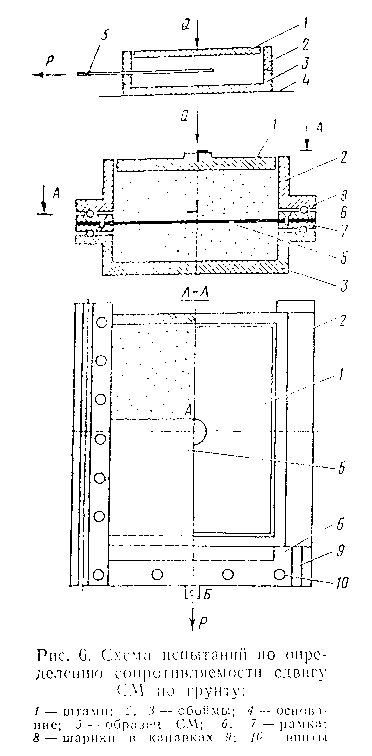 Q
1
2
3
4
5
P
Q
1
A
2
A
8
6
7
5
3
А-А
2
1
A
5
6
9
10
Б
P
Рис. 6. Схема испытаний по опре-
делению сопротивляемости сдвигу
СМ по грунту:
1 — штамп; 2, 3 — обоймы; 4 — основа-
ние; 5 — образец СМ; 6, 7 — рамка;
8 — шарики в канавках 9; 10 — винты